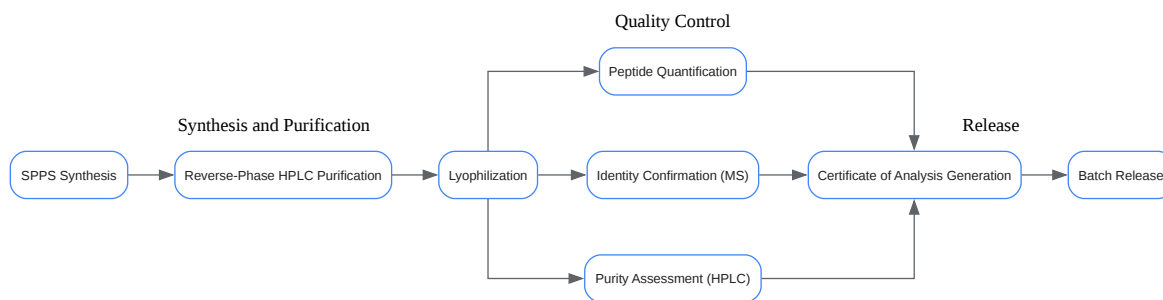 Quality Control
Peptide Quantification
Synthesis and Purification
Release
SPPS Synthesis
Reverse-Phase HPLC Purification
Lyophilization
Identity Confirmation (MS)
Certificate of Analysis Generation
Batch Release
Purity Assessment (HPLC)